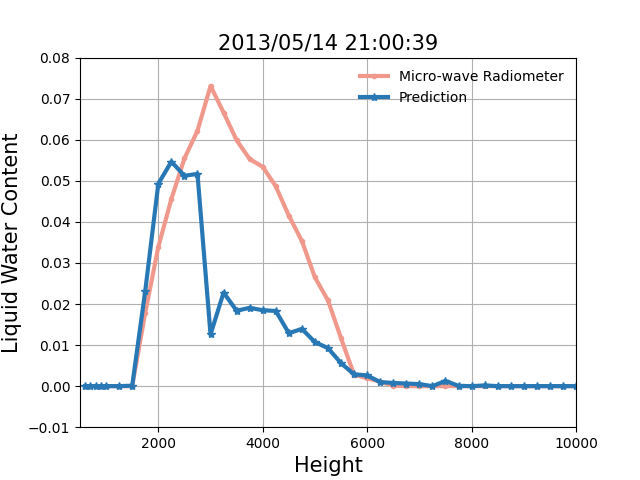 2013/05/14 21:00:39
Micro-wave Radiometer
Prediction
0.08
0.07
0.06
0.05
0.04
0.03
0.02
0.01
0.00
−0.01
Liquid Water Content
2000 4000 6000 8000 10000
Height